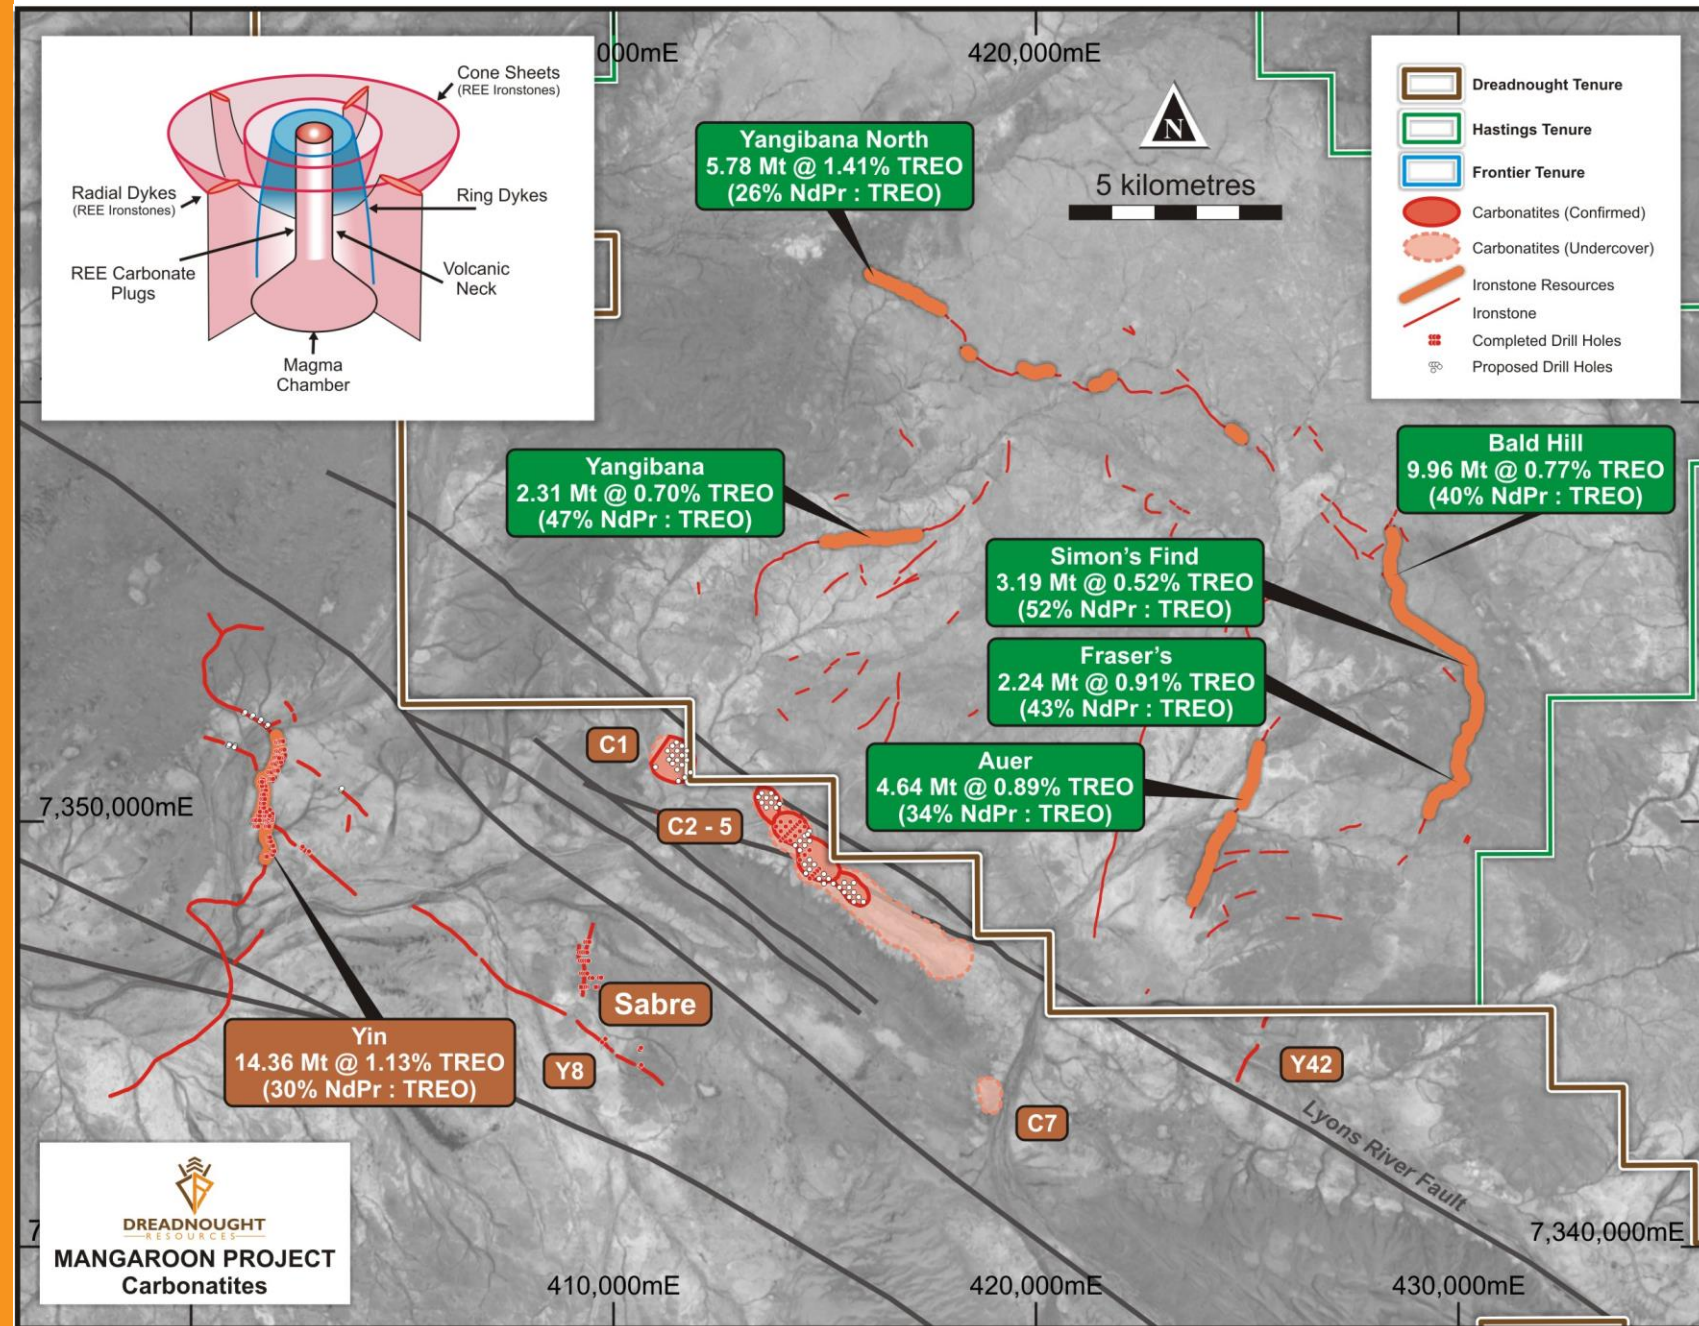 000mE
420,000mE
Cone Sheets
(REE Ironstones)
Radial Dykes
(REE Ironstones)
Ring Dykes
REE Carbonate
Plugs
Volcanic
Neck
Magma
Chamber
N
5 kilometres
Dreadnought Tenure
Hastings Tenure
Frontier Tenure
Carbonatites (Confirmed)
Carbonatites (Undercover)
Ironstone Resources
Ironstone
Completed Drill Holes
Proposed Drill Holes
Yangibana North
5.78 Mt @ 1.41% TREO
(26% NdPr : TREO)
Yangibana
2.31 Mt @ 0.70% TREO
(47% NdPr : TREO)
Bald Hill
9.96 Mt @ 0.77% TREO
(40% NdPr : TREO)
Simon's Find
3.19 Mt @ 0.52% TREO
(52% NdPr : TREO)
Fraser's
2.24 Mt @ 0.91% TREO
(43% NdPr : TREO)
Auer
4.64 Mt @ 0.89% TREO
(34% NdPr : TREO)
C1
C2 - 5
7,350,000mE
Sabre
Yin
14.36 Mt @ 1.13% TREO
(30% NdPr : TREO)
Y8
Y42
C7
Lyons River Fault
DREADNOUGHT
RESOURCES
MANGAROON PROJECT
Carbonatites
7
7,340,000mE
410,000mE
420,000mE
430,000mE